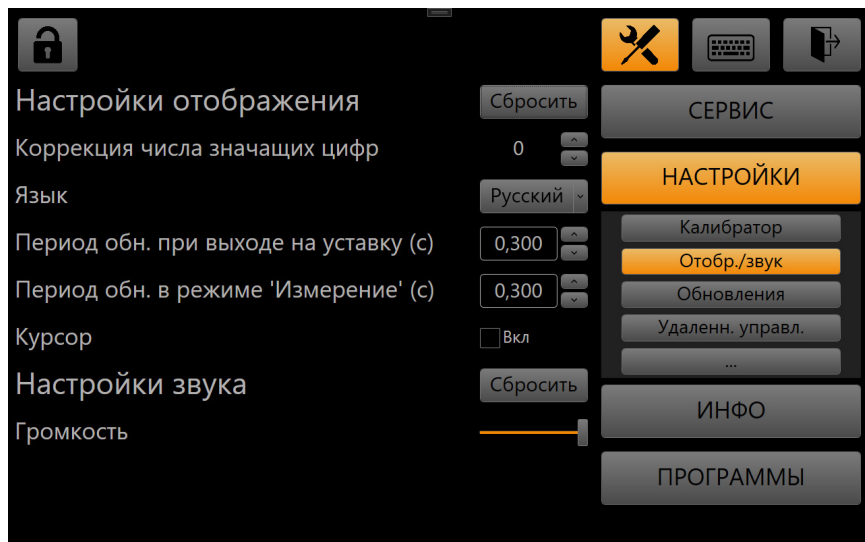 Настройки отображения
Сбросить
Коррекция числа значащих цифр
0
Язык
Русский
Период обн. при выходе на уставку (с)
0,300
Период обн. в режиме 'Измерение' (с)
0,300
Курсор
Вкл
Настройки звука
Сбросить
Громкость
СЕРВИС
НАСТРОЙКИ
Калибратор
Отобр./звук
Обновления
Удаленн. управл.
...
ИНФО
ПРОГРАММЫ